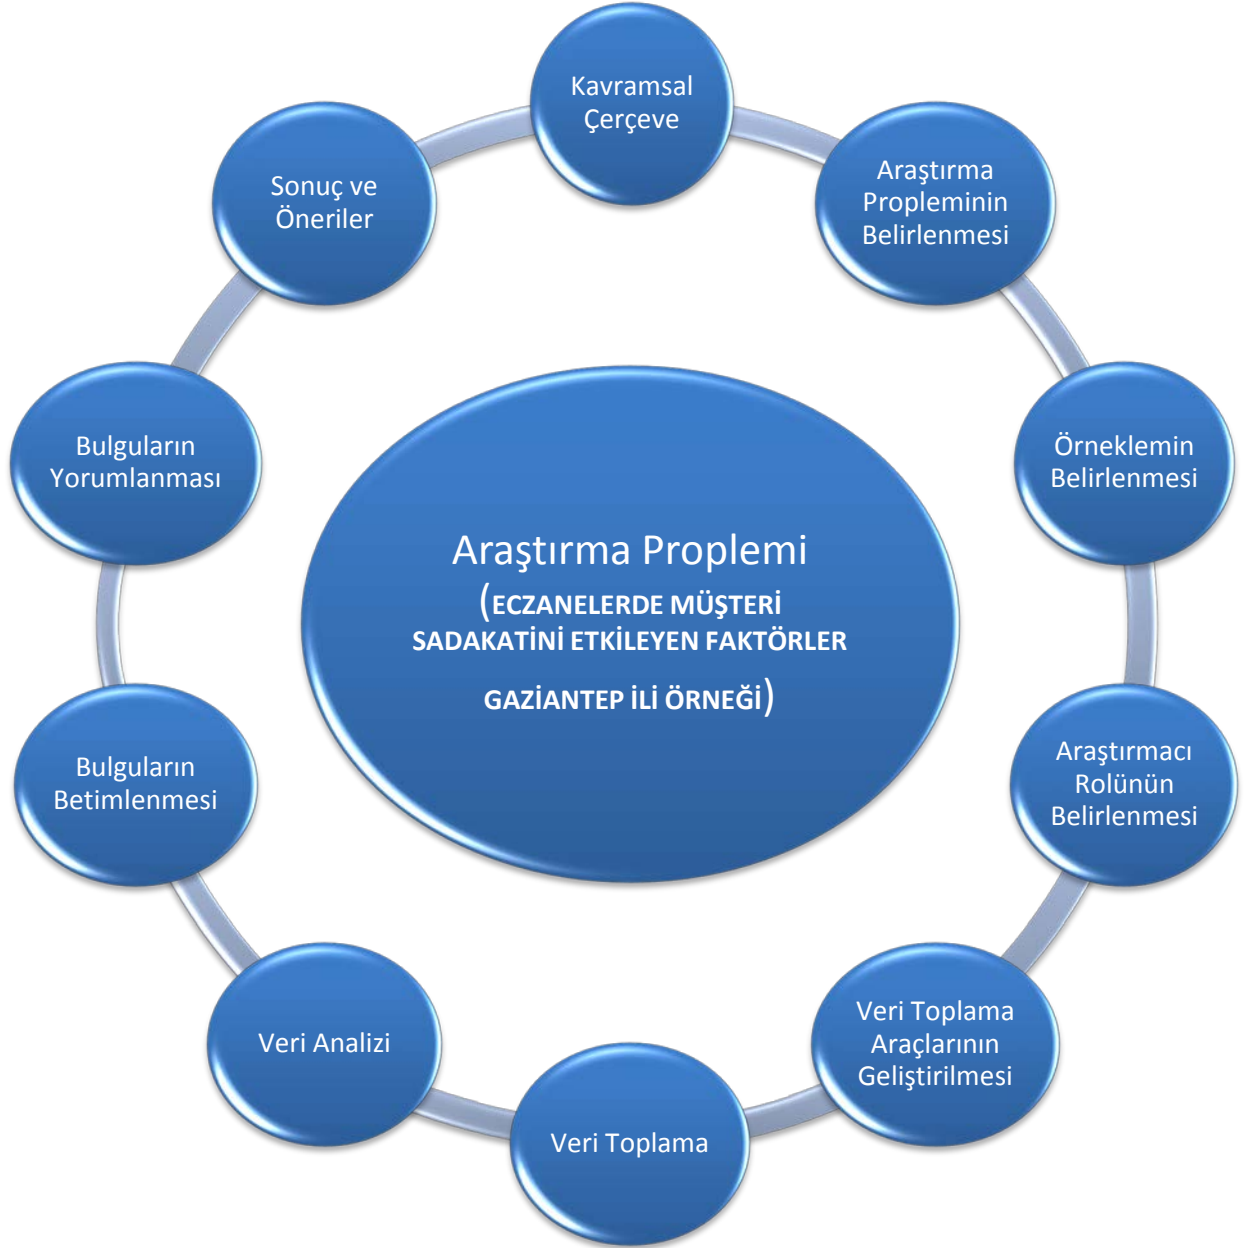 Kavramsal
Çerçeve
Araştırma
Propleminin
Belirlenmesi
Örneklemin
Belirlenmesi
Araştırmacı
Rolünün
Belirlenmesi
Veri Toplama
Araçlarının
Geliştirilmesi
Veri Toplama
Veri Analizi
Bulguların
Betimlenmesi
Bulguların
Yorumlanması
Sonuç ve
Öneriler
Araştırma Proplemi
(ECZANELERDE MÜŞTERİ
SADAKATİNİ ETKİLEYEN FAKTÖRLER
GAZİANTEP İLİ ÖRNEĞİ)